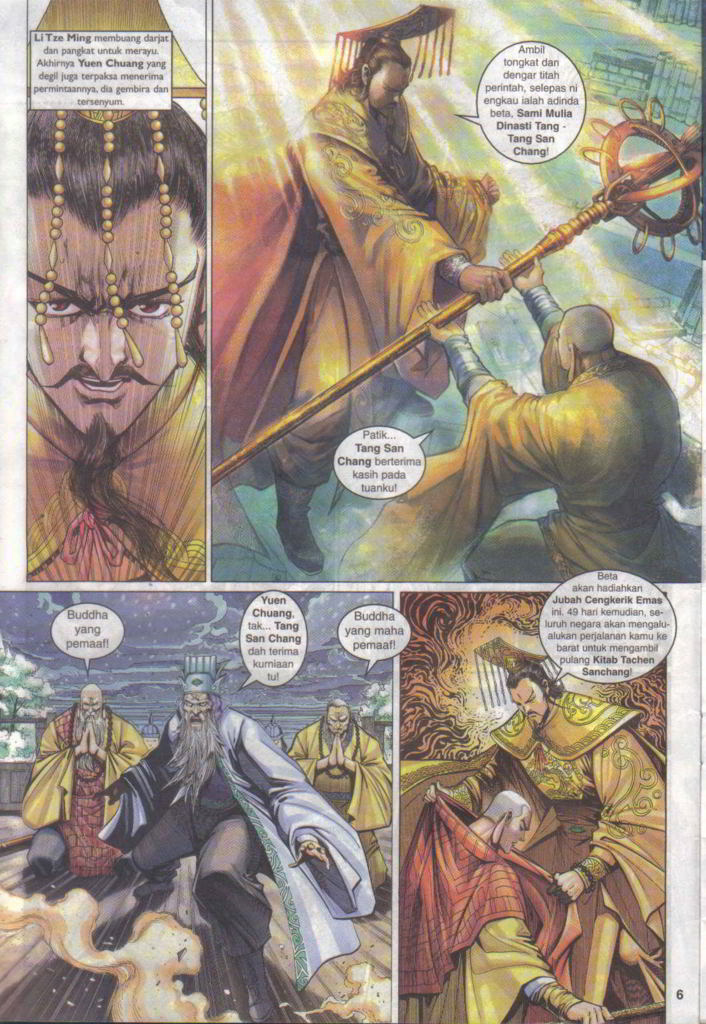 Li Tze Ming membuang darjat
dan pangkat untuk merayu.
Akhirnya Yuen Chuang yang
degil juga terpaksa menerima
permintaannya, dia gembira dan
tersenyum.
Ambil
tongkat dan
dengar titah
perintah, selepas ni
engkau ialah adinda
beta, Sami Mulia
Dinasti Tang -
Tang San
Chang!
Patik...
Tang San
Chang berterima
kasih pada
tuanku!
Buddha
yang
pemaaf!
Yuen
Chuang,
tak... Tang
San Chang
dah terima
kurniaan
tu!
Buddha
yang maha
pemaaf!
Beta
akan hadiahkan
Jubah Cengkerik Emas
ini. 49 hari kemudian, se-
luruh negara akan mengalu-
alukan perjalanan kamu ke
barat untuk mengambil
pulang Kitab Tachen
Sanchang!
6